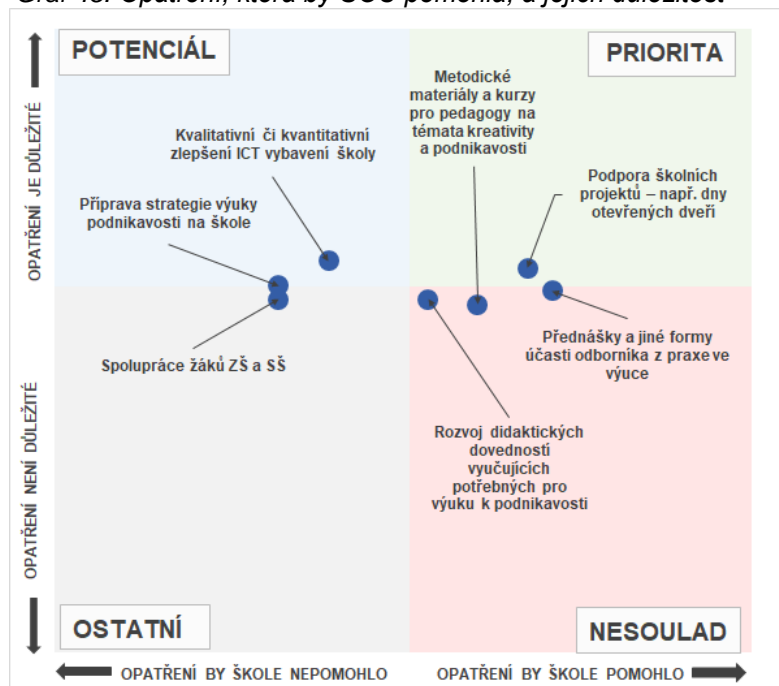 POTENCIÁL
PRIORITA
Metodické
materiály a kurzy
pro pedagogy na
témata kreativity
a podnikavosti
Kvalitativní či kvantitativní
zlepšení ICT vybavení školy
Podpora školních
projektů – např. dny
otevřených dveří
Příprava strategie výuky
podnikavosti na škole
OPATŘENÍ JE DŮLEŽITÉ
Spolupráce žáků ZŠ a SŠ
Přednášky a jiné formy
účasti odborníka z praxe ve
výuce
Rozvoj didaktických
dovedností
vyučujících
potřebných pro
výuku k podnikavosti
OPATŘENÍ NENÍ DŮLEŽITÉ
OSTATNÍ
NESOULAD
OPATŘENÍ BY ŠKOLE NEPOMOHLO
OPATŘENÍ BY ŠKOLE POMOHLO